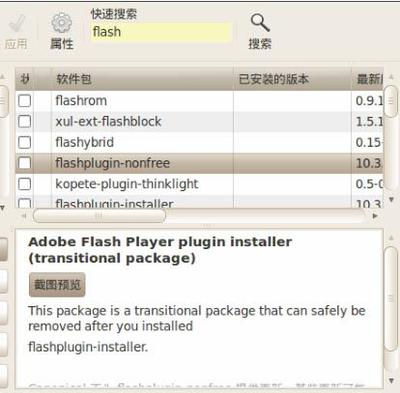 快速搜索
flash
应用
属性
搜索
状 软件包 已安装的版本 最新
flashrom 0.9.1
xul-ext-flashblock 1.5.1
flashybrid 0.15
flashplugin-nonfree 10.3
kopete-plugin-thinklight 0.5-0
flashplugin-installer 10.3
Adobe Flash Player plugin installer
(transitional package)
截图预览
This package is a transitional package that can safely be
removed after you installed
flashplugin-installer.